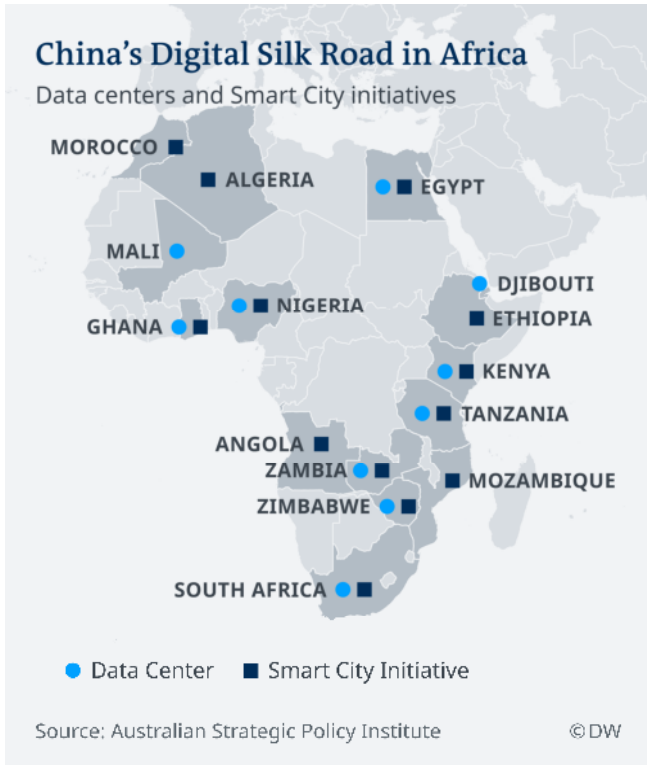 China's Digital Silk Road in Africa
Data centers and Smart City initiatives
MOROCCO
ALGERIA
EGYPT
MALI
DJIBOUTI
NIGERIA
ETHIOPIA
GHANA
KENYA
TANZANIA
ANGOLA
ZAMBIA
MOZAMBIQUE
ZIMBABWE
SOUTH AFRICA
Data Center
Smart City Initiative
Source: Australian Strategic Policy Institute
© DW